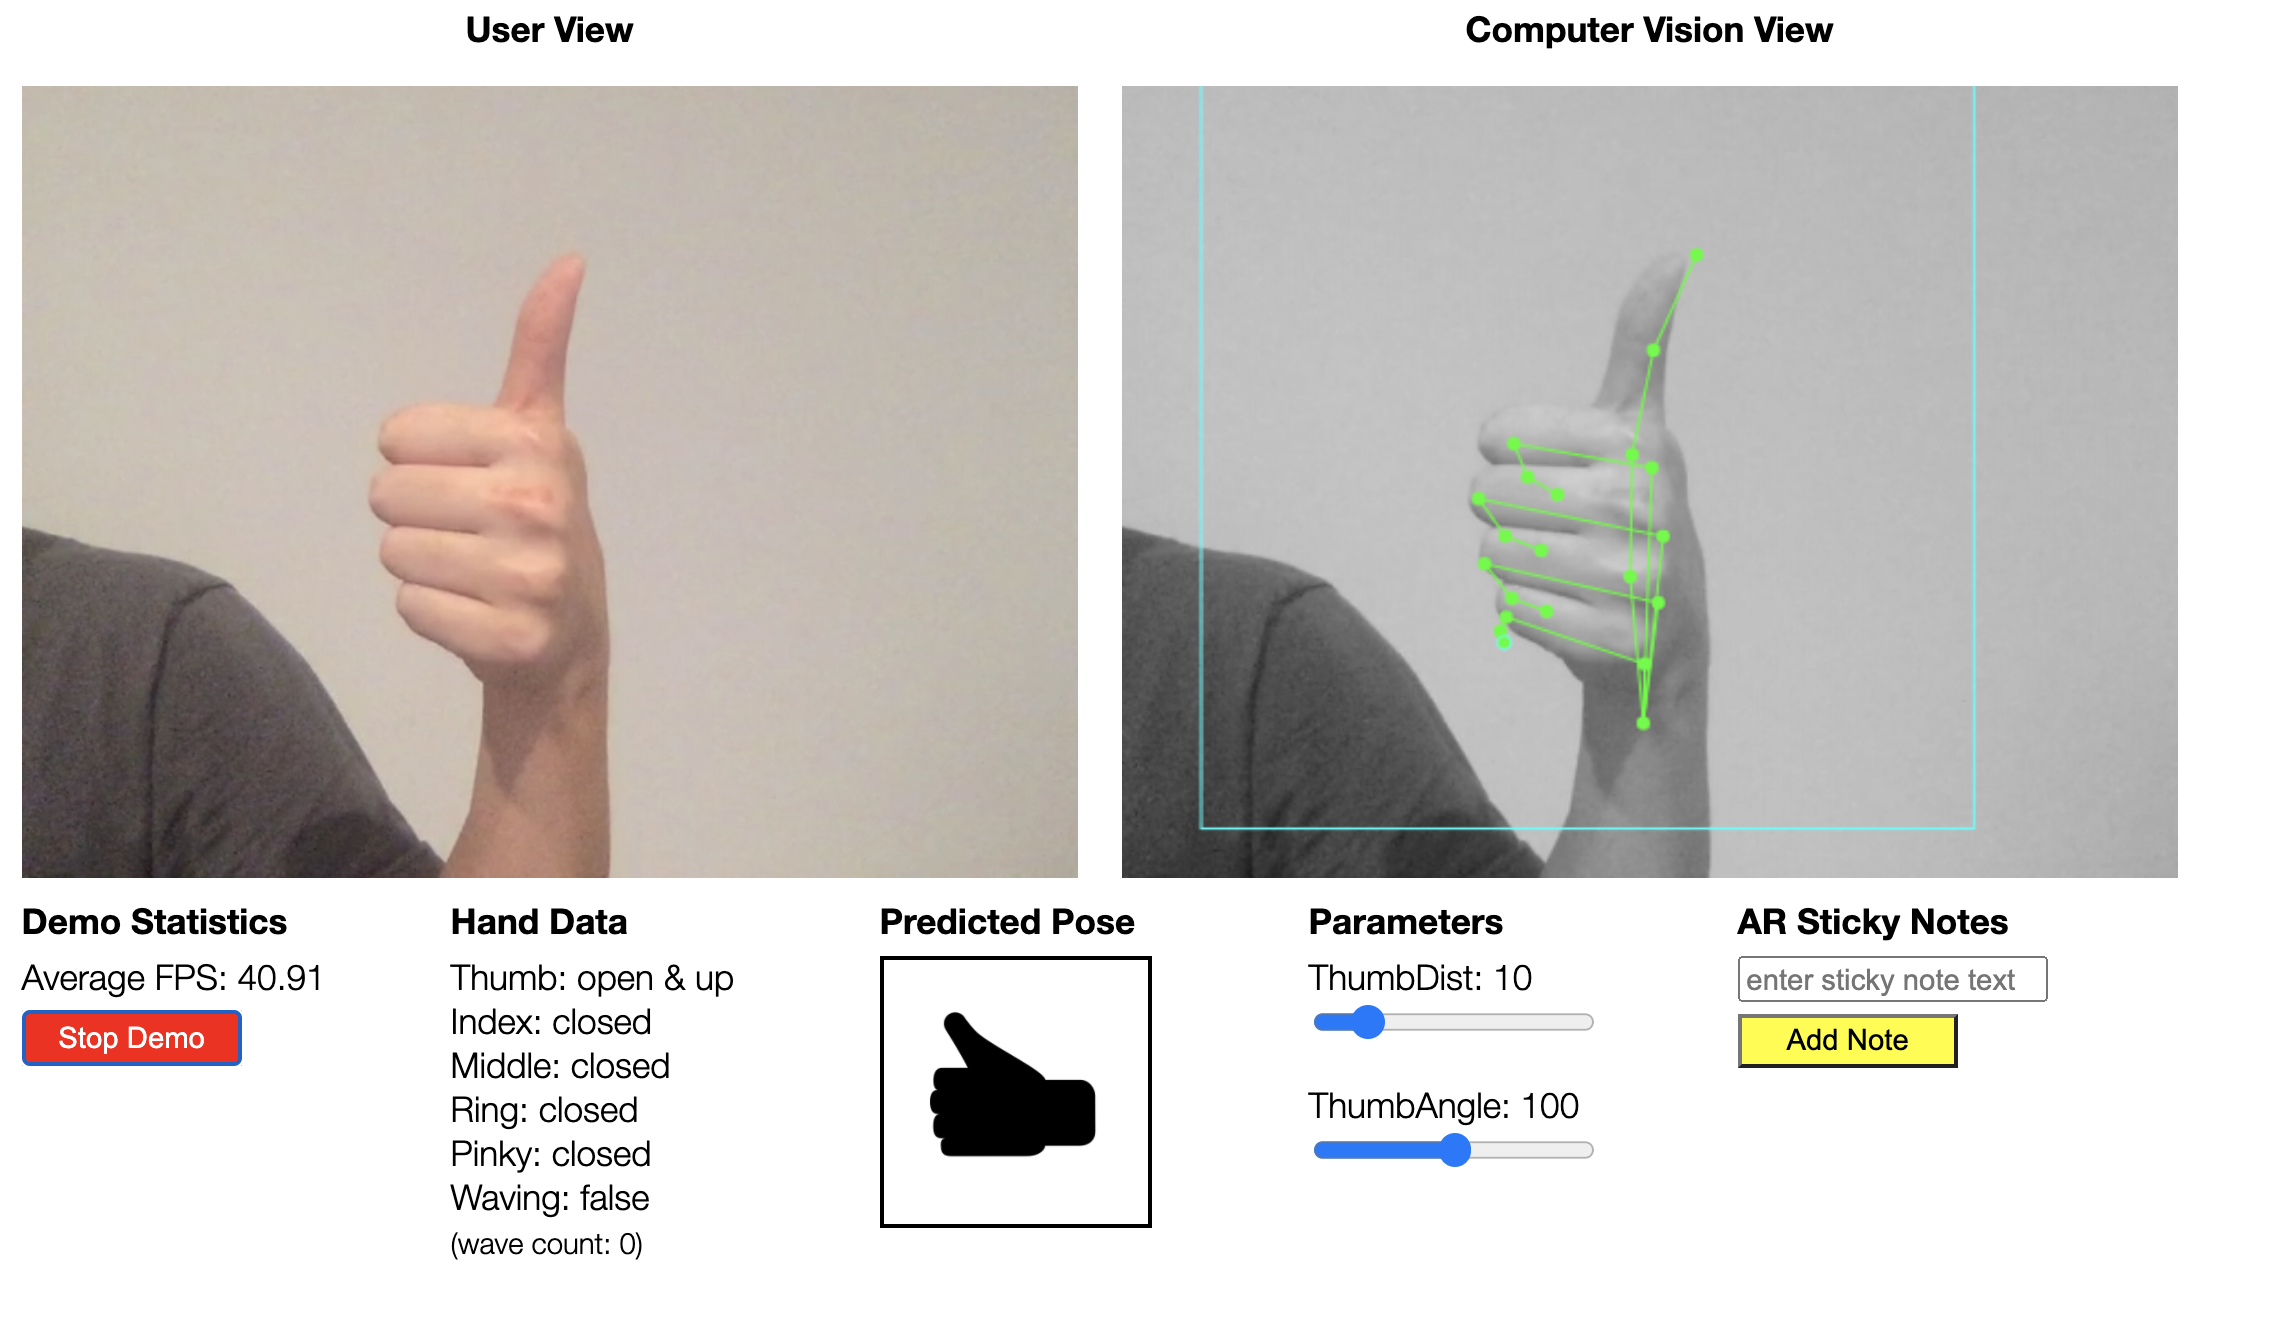 User View
Computer Vision View
Demo Statistics
Average FPS: 40.91
Stop Demo
Hand Data
Thumb: open & up
Index: closed
Middle: closed
Ring: closed
Pinky: closed
Waving: false
(wave count: 0)
Predicted Pose
Parameters
ThumbDist: 10
ThumbAngle: 100
AR Sticky Notes
enter sticky note text
Add Note